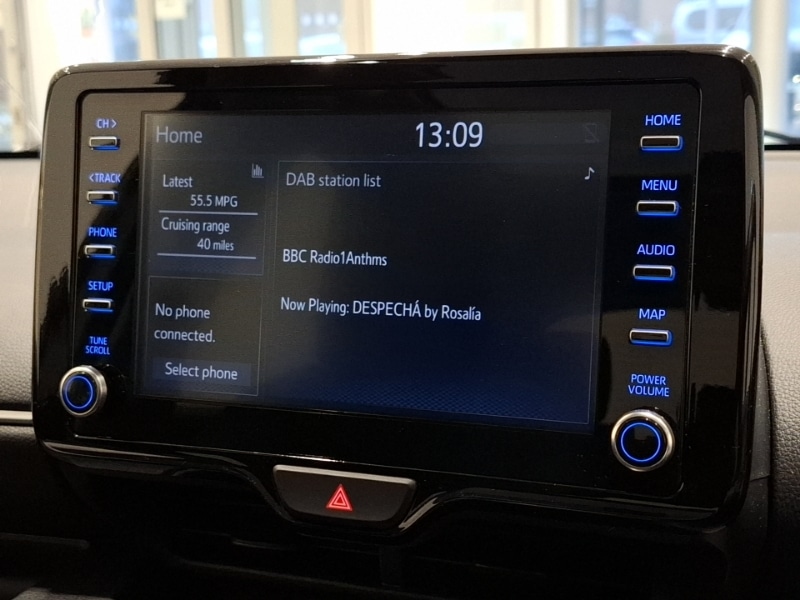 CH >
< TRACK
PHONE
SETUP
TUNE
SCROLL
Home
13:09
Latest
55.5 MPG
Cruising range
40 miles
No phone
connected.
Select phone
DAB station list
BBC Radio1Anthms
Now Playing: DESPECHÁ by Rosalía
HOME
MENU
AUDIO
MAP
POWER
VOLUME